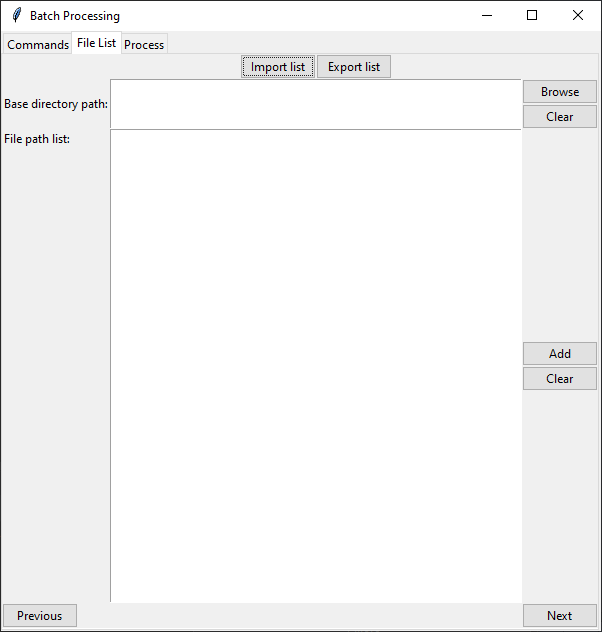 Batch Processing
Commands File List Process
Import list Export list
Base directory path:
Browse
Clear
File path list:
Add
Clear
Previous Next